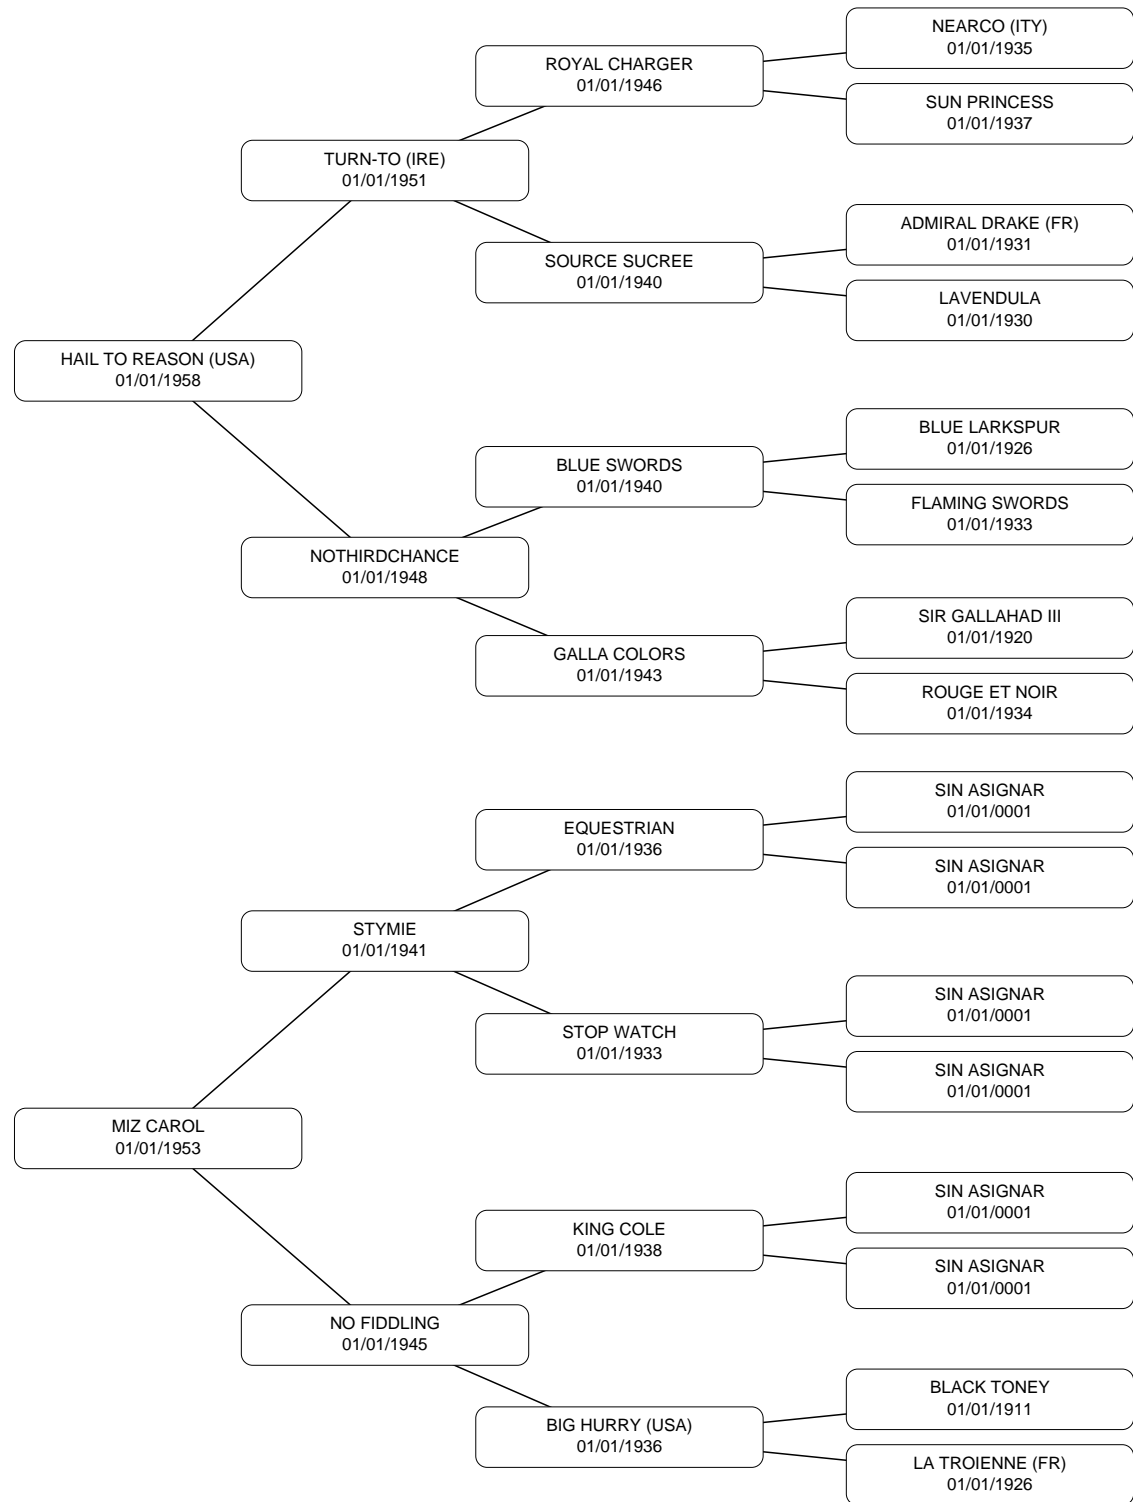 NEARCO (ITY)
01/01/1935
ROYAL CHARGER
01/01/1946
SUN PRINCESS
01/01/1937
TURN-TO (IRE)
01/01/1951
ADMIRAL DRAKE (FR)
01/01/1931
SOURCE SUCREE
01/01/1940
LAVENDULA
01/01/1930
HAIL TO REASON (USA)
01/01/1958
BLUE LARKSPUR
01/01/1926
BLUE SWORDS
01/01/1940
FLAMING SWORDS
01/01/1933
NOTHIRDCHANCE
01/01/1948
SIR GALLAHAD III
01/01/1920
GALLA COLORS
01/01/1943
ROUGE ET NOIR
01/01/1934
SIN ASIGNAR
01/01/0001
EQUESTRIAN
01/01/1936
SIN ASIGNAR
01/01/0001
STYMIE
01/01/1941
SIN ASIGNAR
01/01/0001
STOP WATCH
01/01/1933
SIN ASIGNAR
01/01/0001
MIZ CAROL
01/01/1953
SIN ASIGNAR
01/01/0001
KING COLE
01/01/1938
SIN ASIGNAR
01/01/0001
NO FIDDLING
01/01/1945
BLACK TONEY
01/01/1911
BIG HURRY (USA)
01/01/1936
LA TROIENNE (FR)
01/01/1926